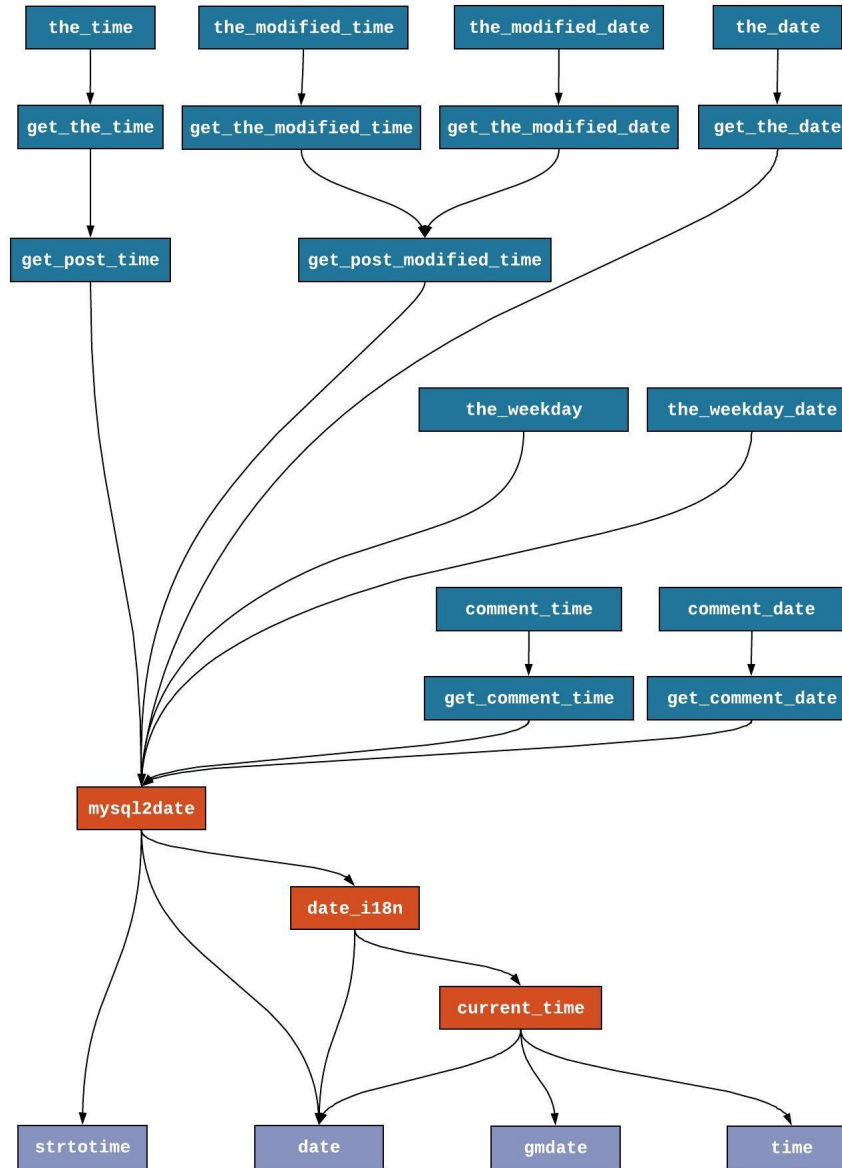 the_time
the_modified_time
the_modified_date
the_date
get_the_time
get_the_modified_time
get_the_modified_date
get_the_date
get_post_time
get_post_modified_time
the_weekday
the_weekday_date
comment_time
comment_date
get_comment_time
get_comment_date
mysql2date
date_i18n
current_time
strtotime
date
gmdate
time